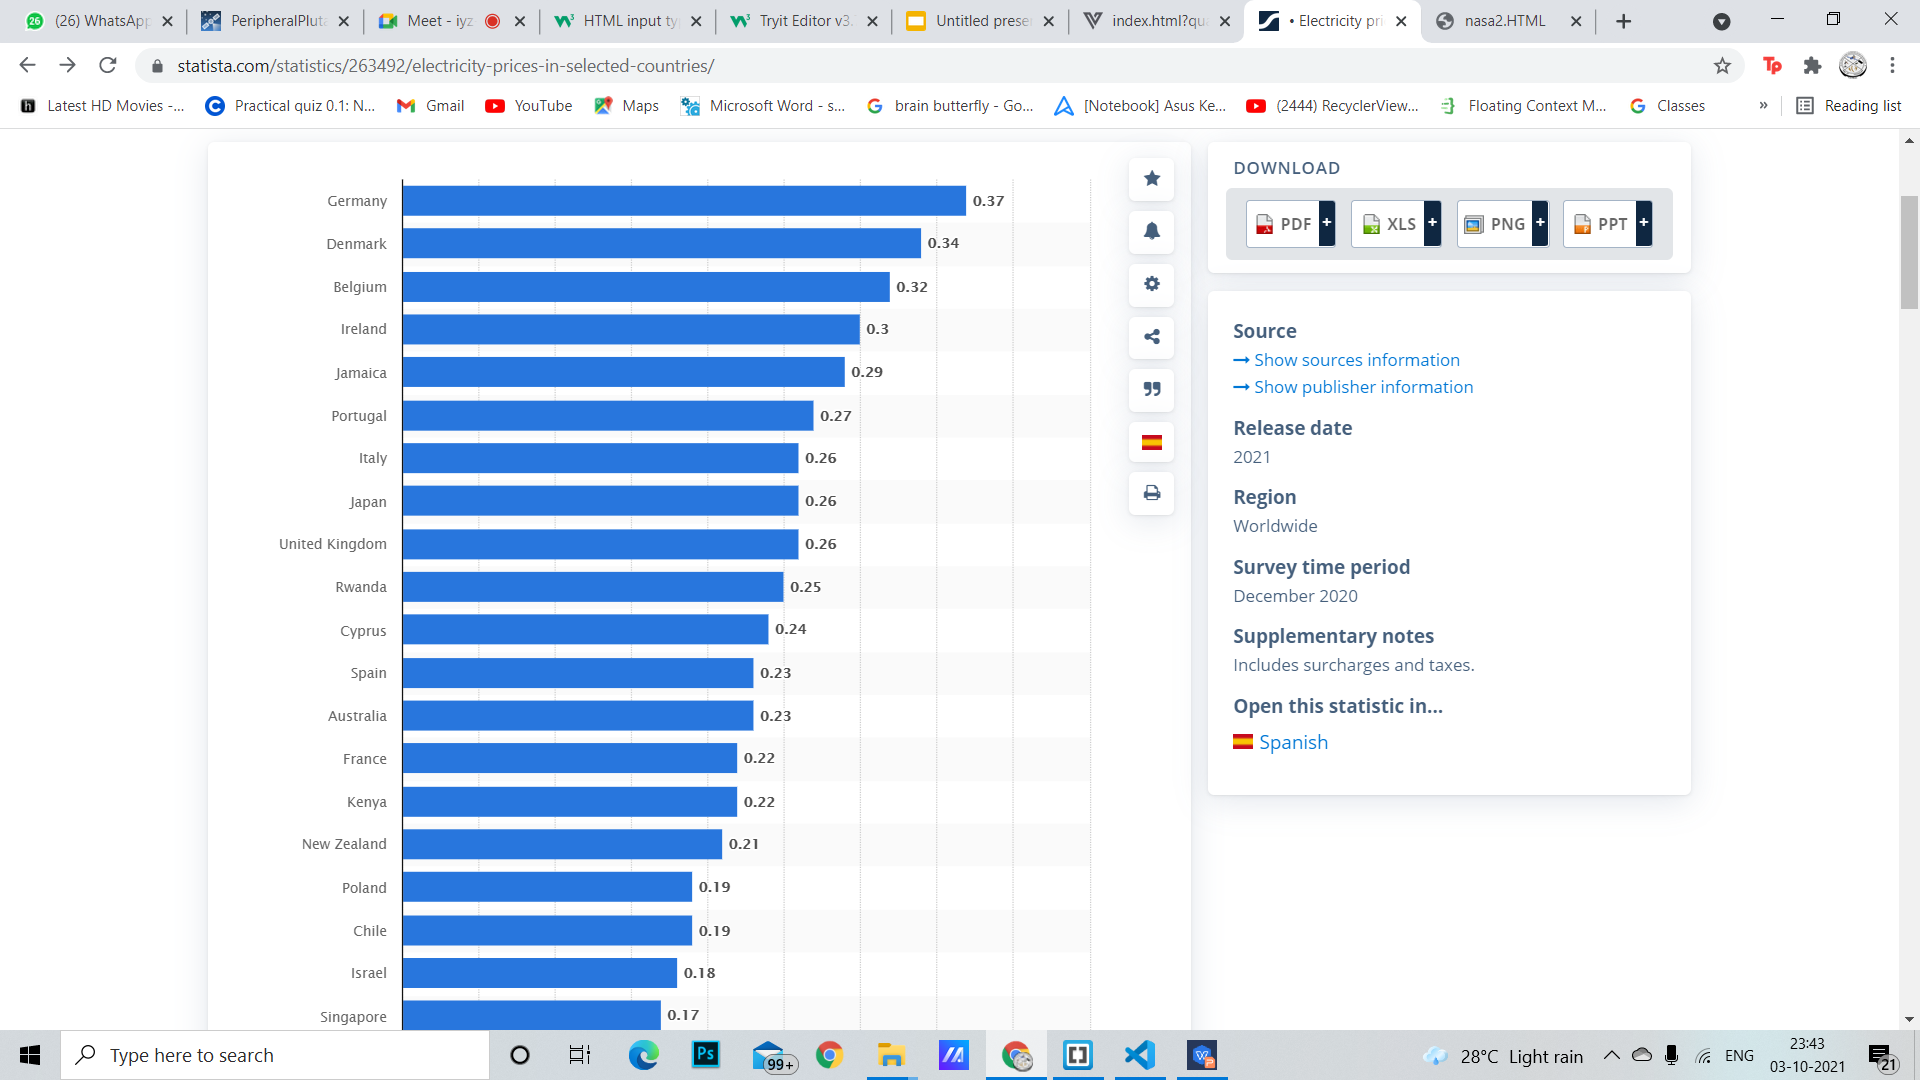 (26) WhatsApp
PeripheralPluta
Meet - iyz
HTML input ty
Tryit Editor v3.
Untitled prese
index.html?qu
• Electricity pri
nasa2.HTML
statista.com/statistics/263492/electricity-prices-in-selected-countries/
Tp
Latest HD Movies -...
Practical quiz 0.1: N...
Gmail
YouTube
Maps
Microsoft Word - s...
brain butterfly - Go...
[Notebook] Asus Ke...
(2444) RecyclerView...
Floating Context M...
Classes
»
Reading list
Germany 0.37
Denmark 0.34
Belgium 0.32
Ireland 0.3
Jamaica 0.29
Portugal 0.27
Italy 0.26
Japan 0.26
United Kingdom 0.26
Rwanda 0.25
Cyprus 0.24
Spain 0.23
Australia 0.23
France 0.22
Kenya 0.22
New Zealand 0.21
Poland 0.19
Chile 0.19
Israel 0.18
Singapore 0.17
DOWNLOAD
PDF +
XLS +
PNG +
PPT +
Source
→ Show sources information
→ Show publisher information
Release date
2021
Region
Worldwide
Survey time period
December 2020
Supplementary notes
Includes surcharges and taxes.
Open this statistic in...
Spanish
Type here to search
Ps
99+
28°C Light rain
ENG
23:43
03-10-2021
21